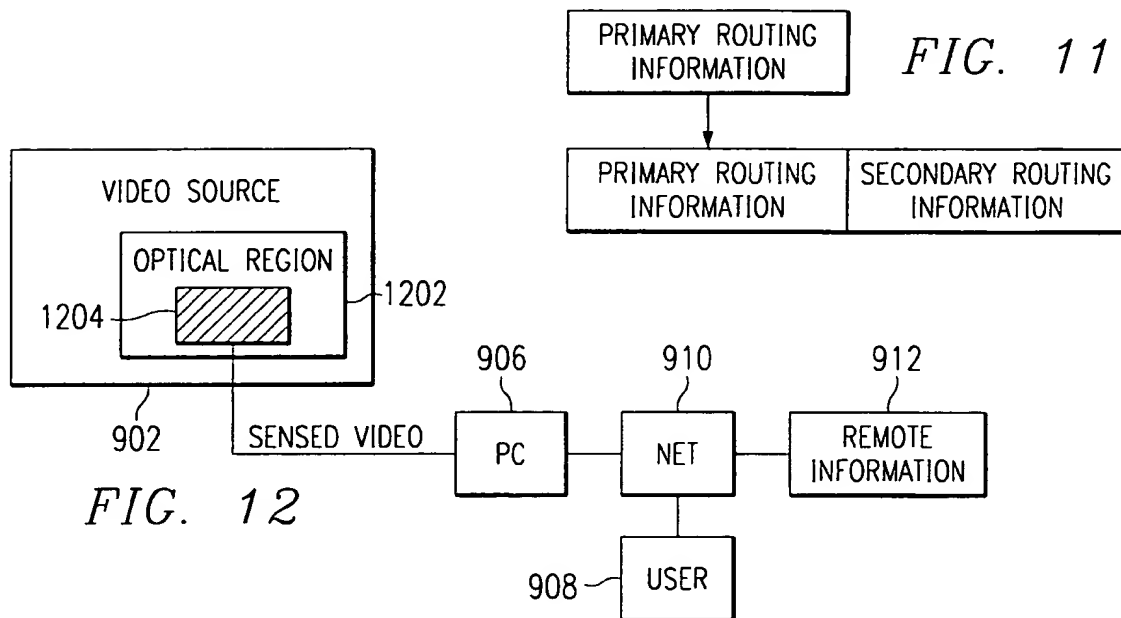 PRIMARY ROUTING
INFORMATION
FIG. 11
PRIMARY ROUTING
INFORMATION
SECONDARY ROUTING
INFORMATION
VIDEO SOURCE
OPTICAL REGION
1204
1202
902
SENSED VIDEO
906
PC
910
NET
912
REMOTE
INFORMATION
908
USER
FIG. 12